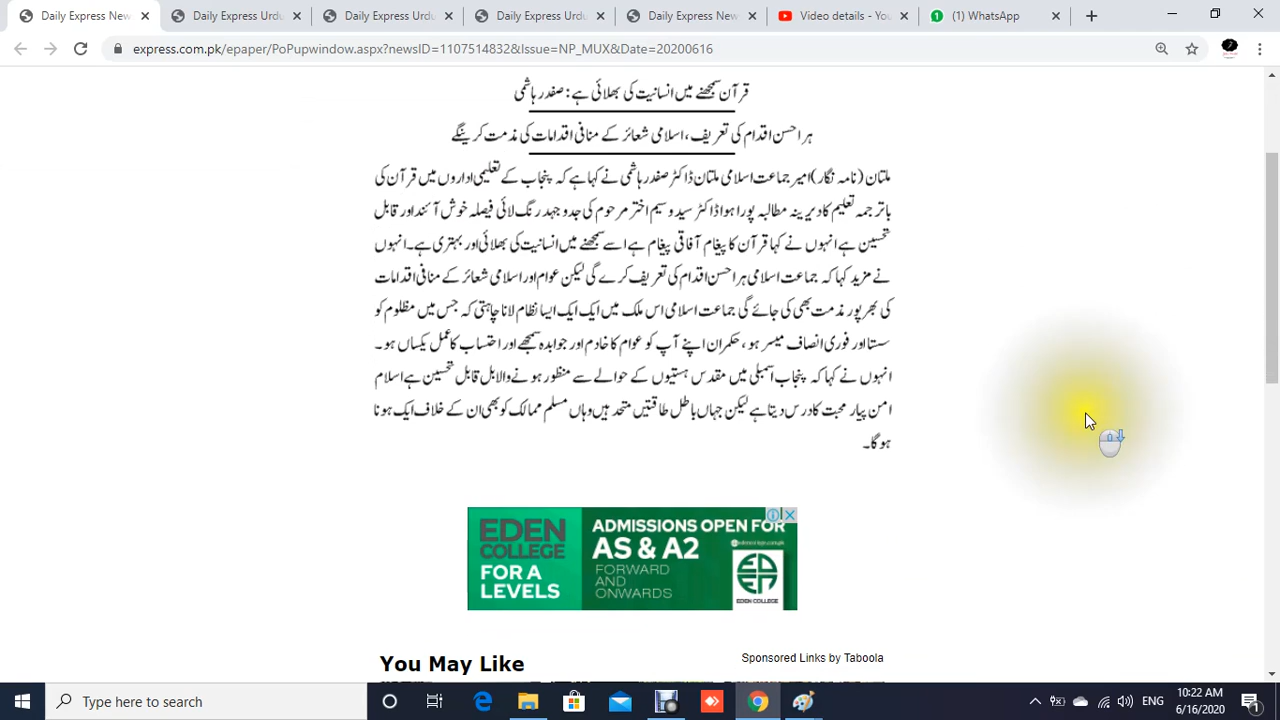 Daily Express New
Daily Express Urdu
Daily Express Urdu
Daily Express Urdu
Daily Express New
Video details - You
(1) WhatsApp
express.com.pk/epaper/PoPupwindow.aspx?newsID=1107514832&Issue=NP_MUX&Date=20200616
قرآن سمجھنے میں انسانیت کی بھلائی ہے: صفدر ہاشمی
ہر احسن اقدام کی تعریف، اسلامی شعائر کے منافی اقدامات کی مذمت کرینگے
ملتان (نامہ نگار) امیر جماعت اسلامی ملتان ڈاکٹر صفدر ہاشمی نے کہا ہے کہ پنجاب کے تعلیمی اداروں میں قرآن کی
باترجمہ تعلیم کا دیرینہ مطالبہ پورا ہوا ڈاکٹر سید وسیم اختر مرحوم کی جدوجہد رنگ لائی فیصلہ خوش آئند اور قابل
تحسین ہے انہوں نے کہا قرآن کا پیغام آفاقی پیغام ہے اسے سمجھنے میں انسانیت کی بھلائی اور بہتری ہے۔ انہوں
نے مزید کہا کہ جماعت اسلامی ہر احسن اقدام کی تعریف کرے گی لیکن عوام اور اسلامی شعائر کے منافی اقدامات
کی بھرپور مذمت بھی کی جائے گی جماعت اسلامی اس ملک میں ایک ایک ایسا نظام لانا چاہتی کہ جس میں مظلوم کو
سستا اور فوری انصاف میسر ہو، حکمران اپنے آپ کو عوام کا خادم اور جوابدہ سمجھے اور احتساب کا عمل یکساں ہو۔
انہوں نے کہا کہ پنجاب اسمبلی میں مقدس ہستیوں کے حوالے سے منظور ہونے والا بل قابل تحسین ہے اسلام
امن پیار محبت کا درس دیتا ہے لیکن جہاں باطل طاقتیں متحد ہیں وہاں مسلم ممالک کو بھی ان کے خلاف ایک ہونا
ہوگا۔
EDEN COLLEGE
FOR A LEVELS
ADMISSIONS OPEN FOR
AS & A2
FORWARD
AND
ONWARDS
EDEN COLLEGE
You May Like
Sponsored Links by Taboola
Type here to search
ENG
10:22 AM
6/16/2020